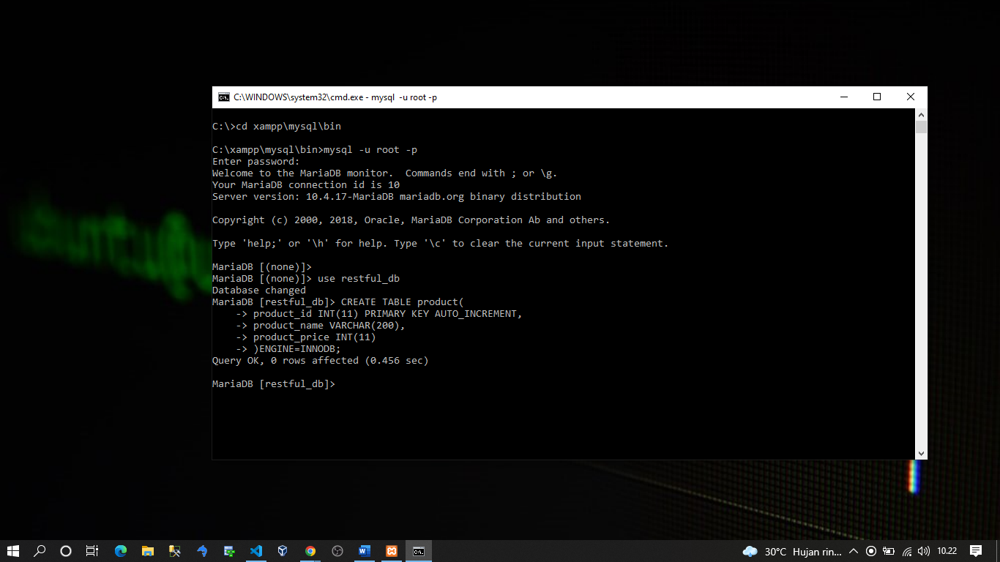 C:\WINDOWS\system32\cmd.exe - mysql  -u root -p
C:\>cd xampp\mysql\bin
C:\xampp\mysql\bin>mysql -u root -p
Enter password:
Welcome to the MariaDB monitor.  Commands end with ; or \g.
Your MariaDB connection id is 10
Server version: 10.4.17-MariaDB mariadb.org binary distribution
Copyright (c) 2000, 2018, Oracle, MariaDB Corporation Ab and others.
Type 'help;' or '\h' for help. Type '\c' to clear the current input statement.
MariaDB [(none)]>
MariaDB [(none)]> use restful_db
Database changed
MariaDB [restful_db]> CREATE TABLE product(
    -> product_id INT(11) PRIMARY KEY AUTO_INCREMENT,
    -> product_name VARCHAR(200),
    -> product_price INT(11)
    -> )ENGINE=INNODB;
Query OK, 0 rows affected (0.456 sec)
MariaDB [restful_db]>
30°C Hujan rin... 10.22